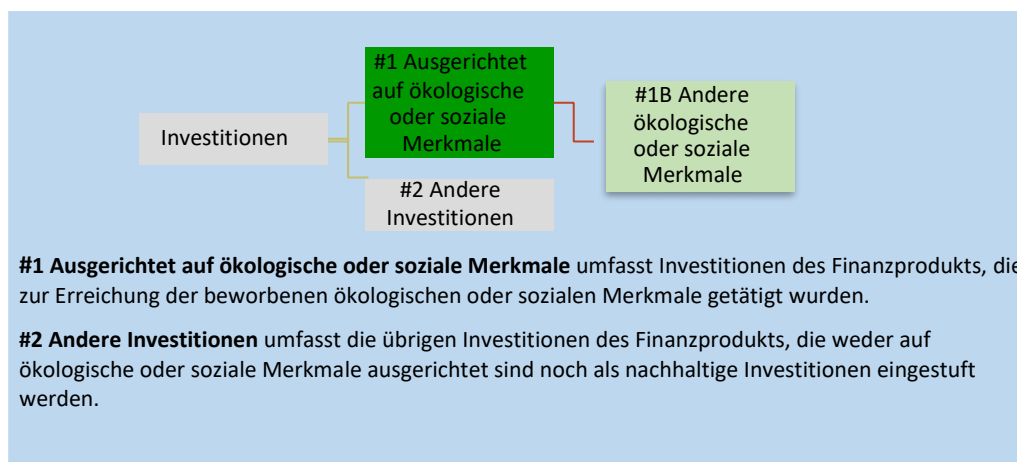 #1 Ausgerichtet
auf ökologische
oder soziale
Merkmale
#1B Andere
ökologische
oder soziale
Merkmale
Investitionen
#2 Andere
Investitionen
#1 Ausgerichtet auf ökologische oder soziale Merkmale umfasst Investitionen des Finanzprodukts, die
zur Erreichung der beworbenen ökologischen oder sozialen Merkmale getätigt wurden.
#2 Andere Investitionen umfasst die übrigen Investitionen des Finanzprodukts, die weder auf
ökologische oder soziale Merkmale ausgerichtet sind noch als nachhaltige Investitionen eingestuft
werden.